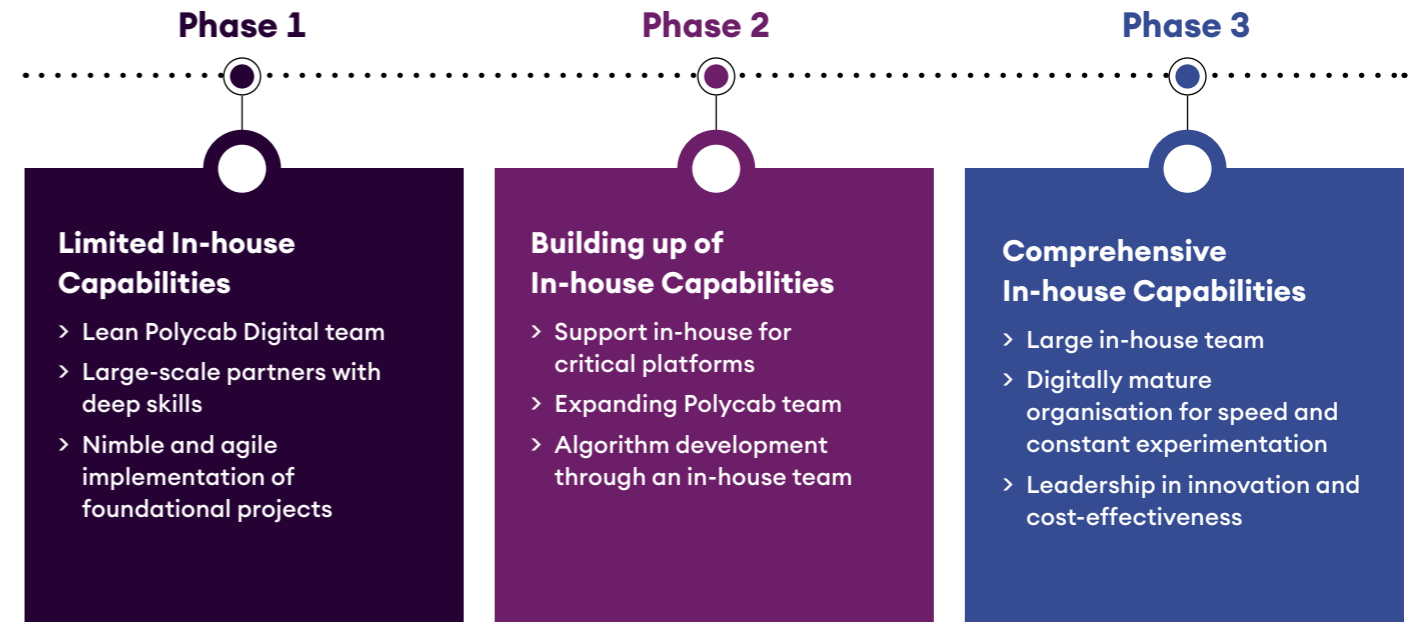 Phase 1
Phase 2
Phase 3
Limited In-house
Capabilities
> Lean Polycab Digital team
> Large-scale partners with
deep skills
> Nimble and agile
implementation of
foundational projects
Building up of
In-house Capabilities
> Support in-house for
critical platforms
> Expanding Polycab team
> Algorithm development
through an in-house team
Comprehensive
In-house Capabilities
> Large in-house team
> Digitally mature
organisation for speed and
constant experimentation
> Leadership in innovation and
cost-effectiveness